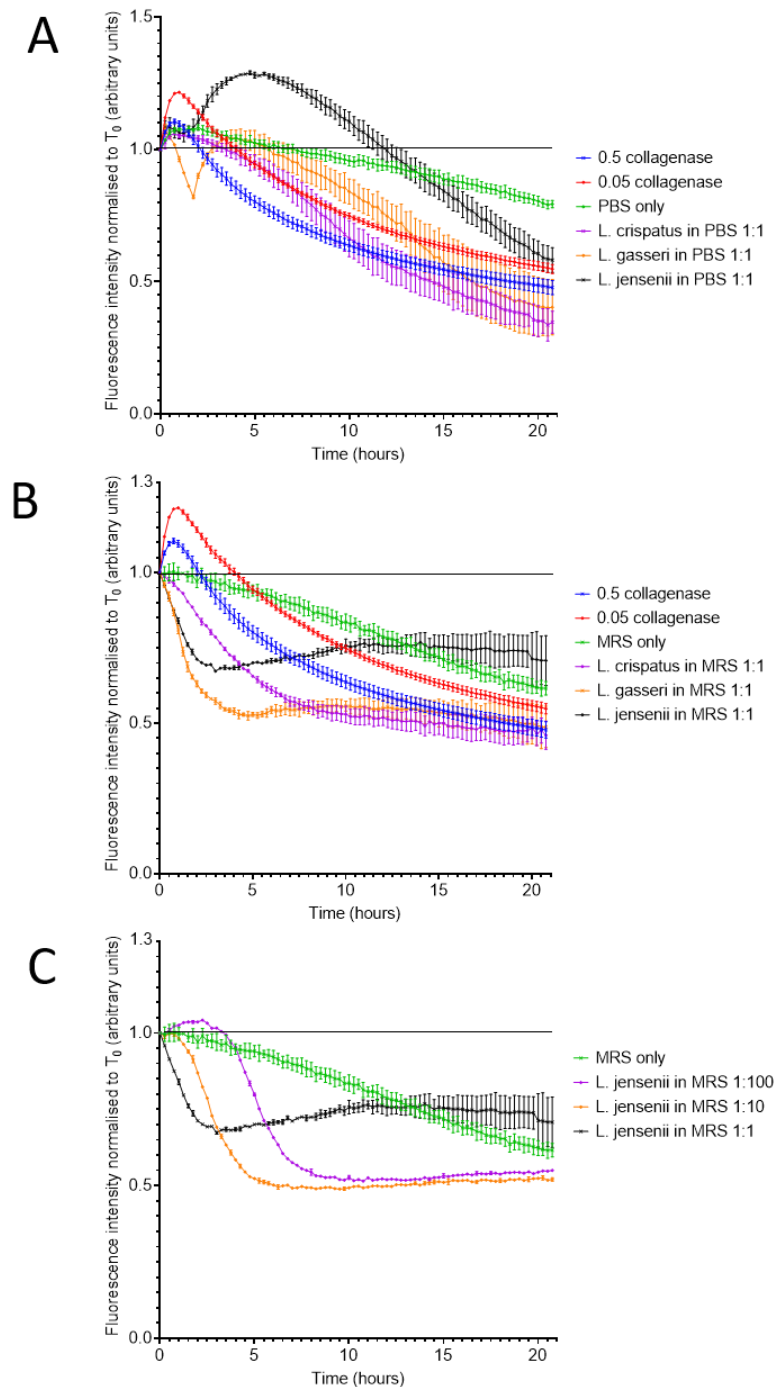 A
Fluorescence intensity normalised to T0 (arbitrary units)
1.5
1.0
0.5
0.0
0
5
10
15
20
Time (hours)
0.5 collagenase
0.05 collagenase
PBS only
L. crispatus in PBS 1:1
L. gasseri in PBS 1:1
L. jensenii in PBS 1:1
B
Fluorescence intensity normalised to T0 (arbitrary units)
1.3
1.0
0.5
0.0
0
5
10
15
20
Time (hours)
0.5 collagenase
0.05 collagenase
MRS only
L. crispatus in MRS 1:1
L. gasseri in MRS 1:1
L. jensenii in MRS 1:1
C
Fluorescence intensity normalised to T0 (arbitrary units)
1.3
1.0
0.5
0.0
0
5
10
15
20
Time (hours)
MRS only
L. jensenii in MRS 1:100
L. jensenii in MRS 1:10
L. jensenii in MRS 1:1